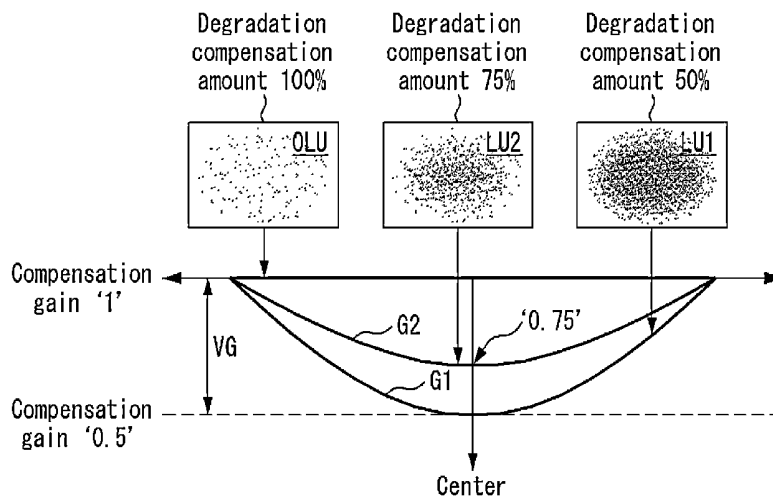 Degradation
compensation
amount 100%
Degradation
compensation
amount 75%
Degradation
compensation
amount 50%
OLU
LU2
LU1
Compensation
gain ‘1’
G2
‘0.75’
VG
G1
Compensation
gain ‘0.5’
Center